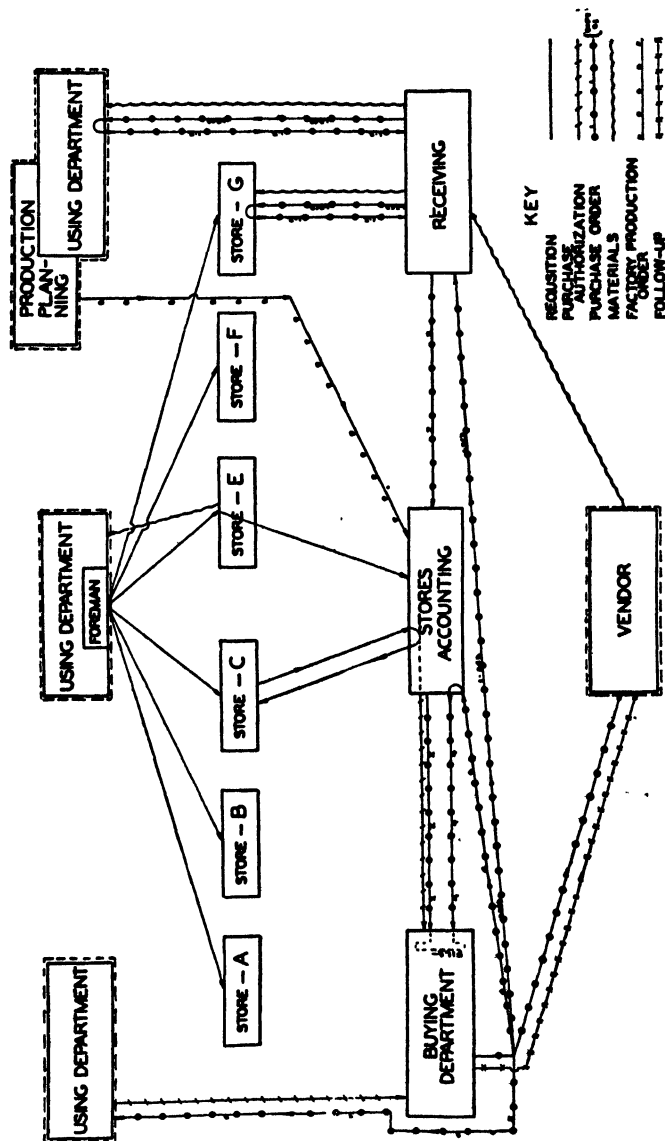 USING DEPARTMENT
USING DEPARTMENT
FOREMAN
PRODUCTION
PLAN-
NING
USING DEPARTMENT
STORE - A
STORE - B
STORE - C
STORE - E
STORE - F
STORE - G
BUYING
DEPARTMENT
STORES
ACCOUNTING
RECEIVING
VENDOR
KEY
REQUSITION
PURCHASE
AUTHORIZATION
PURCHASE ORDER
MATERIALS
FACTORY PRODUCTION
ORDER
FOLLOW-UP